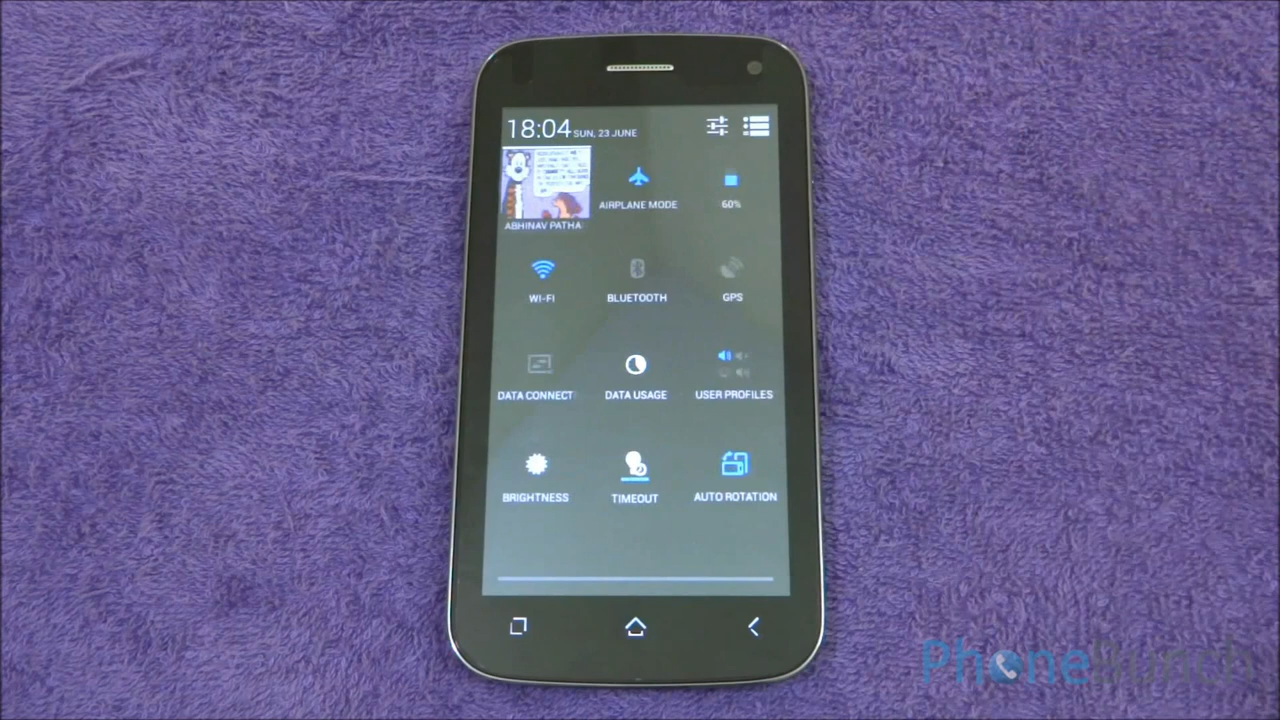 18:04 SUN, 23 JUNE
ABHINAV PATHA
AIRPLANE MODE
60%
WI-FI
BLUETOOTH
GPS
DATA CONNECT
DATA USAGE
USER PROFILES
BRIGHTNESS
TIMEOUT
AUTO ROTATION
PhoneBunch